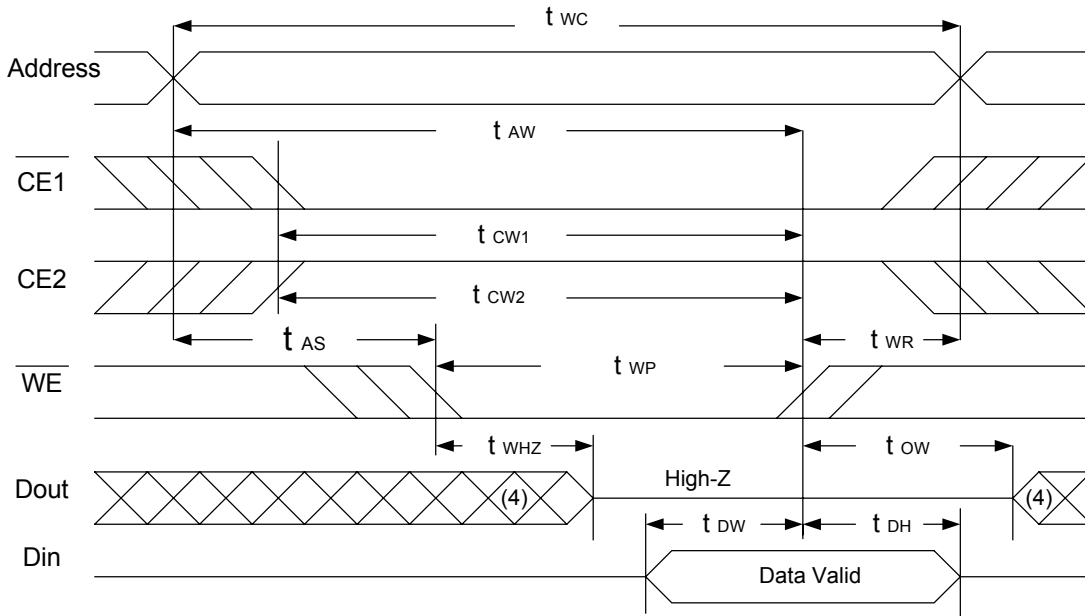 t WC
Address
t AW
CE1
t CW1
CE2
t CW2
t AS
t WR
WE
t WP
t WHZ
t OW
Dout
(4)
High-Z
(4)
t DW
t DH
Din
Data Valid